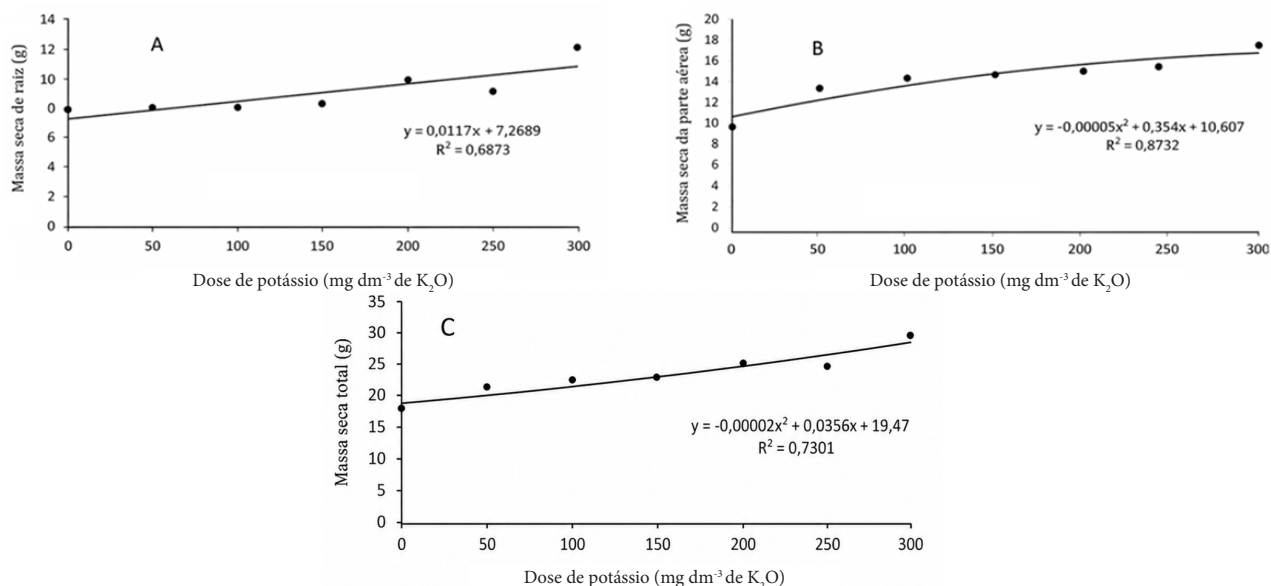 A
Massa seca de raiz (g)
14
12
10
0
8
6
4
2
0
y = 0,0117x + 7,2689
R² = 0,6873
0 50 100 150 200 250 300
Dose de potássio (mg dm⁻³ de K₂O)
B
Massa seca da parte aérea (g)
20
18
16
14
12
10
8
6
4
2
0
y = -0,00005x² + 0,354x + 10,607
R² = 0,8732
0 50 100 150 200 250 300
Dose de potássio (mg dm⁻³ de K₂O)
C
Massa seca total (g)
35
30
25
20
15
10
5
0
y = -0,00002x² + 0,0356x + 19,47
R² = 0,7301
0 50 100 150 200 250 300
Dose de potássio (mg dm⁻³ de K₂O)